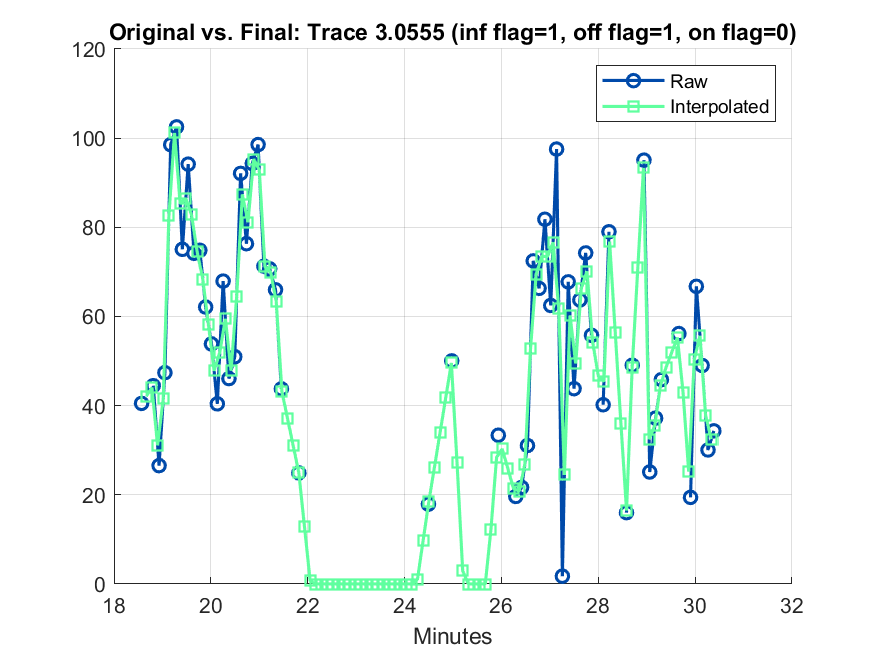 Original vs. Final: Trace 3.0555 (inf flag=1, off flag=1, on flag=0)
120
100
80
60
40
20
0
Raw
Interpolated
18 20 22 24 26 28 30 32
Minutes